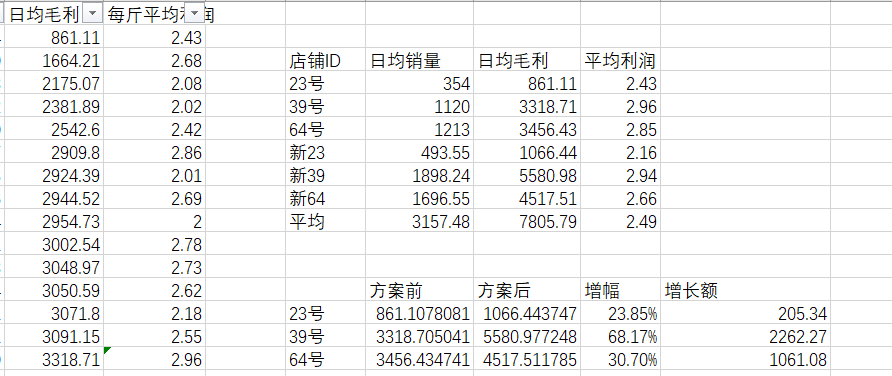 日均毛利 每斤平均利润
861.11 2.43
1664.21 2.68 店铺ID 日均销量 日均毛利 平均利润
2175.07 2.08 23号 354 861.11 2.43
2381.89 2.02 39号 1120 3318.71 2.96
2542.6 2.42 64号 1213 3456.43 2.85
2909.8 2.86 新23 493.55 1066.44 2.16
2924.39 2.01 新39 1898.24 5580.98 2.94
2944.52 2.69 新64 1696.55 4517.51 2.66
2954.73 2 平均 3157.48 7805.79 2.49
3002.54 2.78
3048.97 2.73
3050.59 2.62 方案前 方案后 增幅 增长额
3071.8 2.18 23号 861.1078081 1066.443747 23.85% 205.34
3091.15 2.55 39号 3318.705041 5580.977248 68.17% 2262.27
3318.71 2.96 64号 3456.434741 4517.511785 30.70% 1061.08